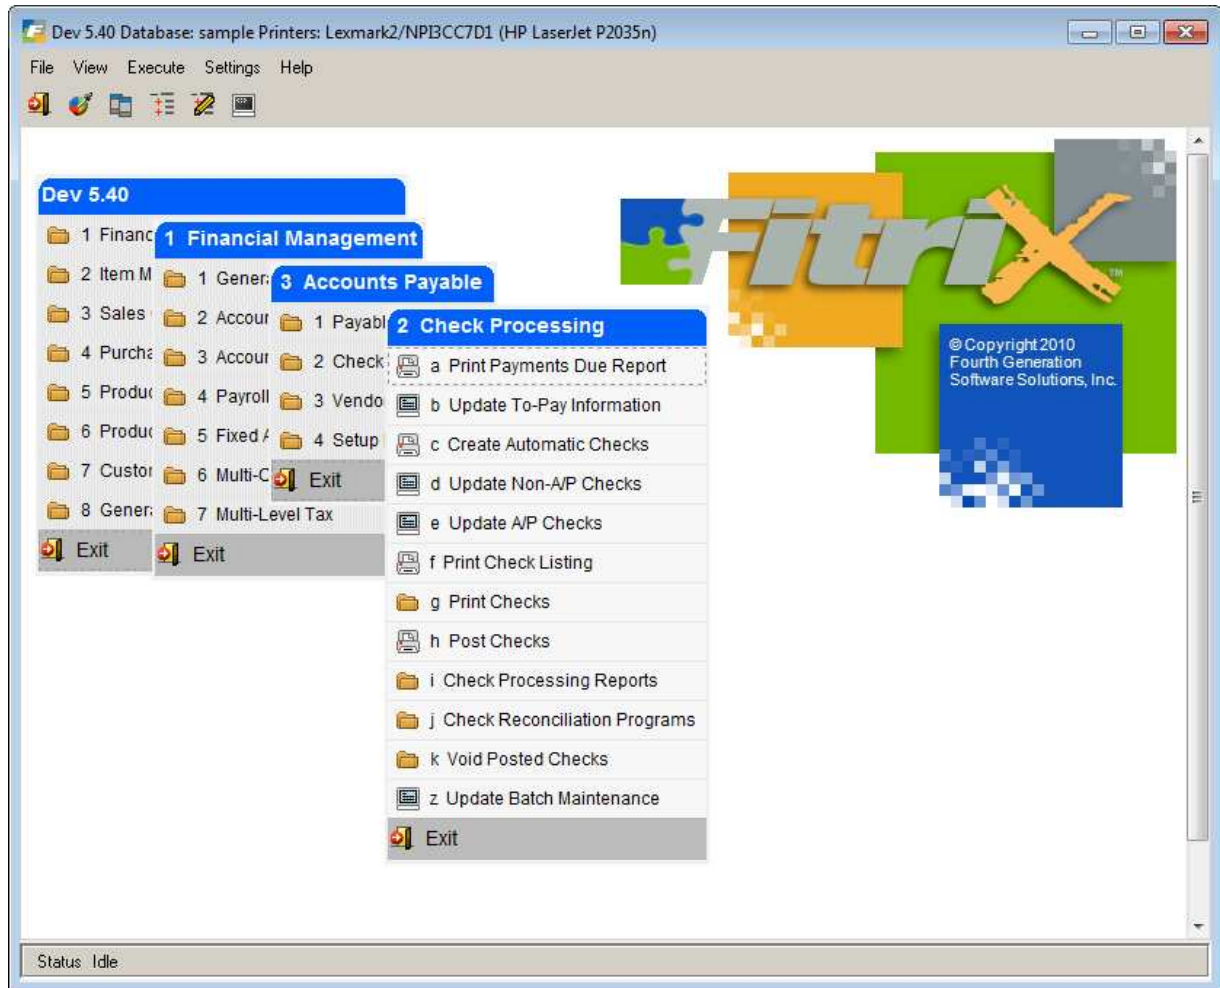 Dev 5.40 Database: sample Printers: Lexmark2/NPI3CC7D1 (HP LaserJet P2035n)
File View Execute Settings Help
Fitrix
TM
© Copyright 2010
Fourth Generation
Software Solutions, Inc.
Dev 5.40
1 Financ
2 Item M
3 Sales
4 Purcha
5 Produc
6 Produc
7 Custor
8 Genera
Exit
1 Financial Management
1 Genera
2 Accour
3 Accour
4 Payroll
5 Fixed A
6 Multi-C
7 Multi-Level Tax
Exit
3 Accounts Payable
1 Payabl
2 Check
3 Vendo
4 Setup
Exit
2 Check Processing
a Print Payments Due Report
b Update To-Pay Information
c Create Automatic Checks
d Update Non-A/P Checks
e Update A/P Checks
f Print Check Listing
g Print Checks
h Post Checks
i Check Processing Reports
j Check Reconciliation Programs
k Void Posted Checks
z Update Batch Maintenance
Exit
Status Idle